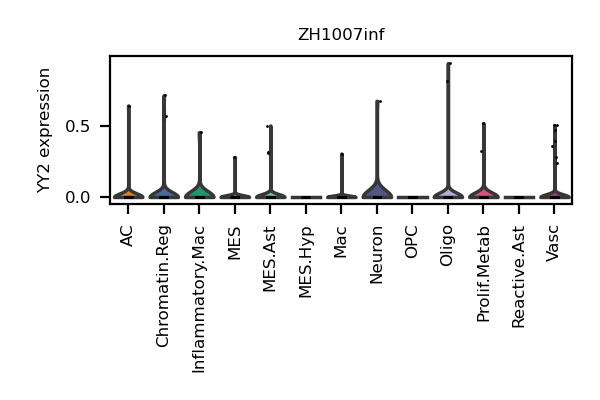 ZH1007inf
YY2 expression
0.5
0.0
AC
Chromatin.Reg
Inflammatory.Mac
MES
MES.Ast
MES.Hyp
Mac
Neuron
OPC
Oligo
Prolif.Metab
Reactive.Ast
Vasc